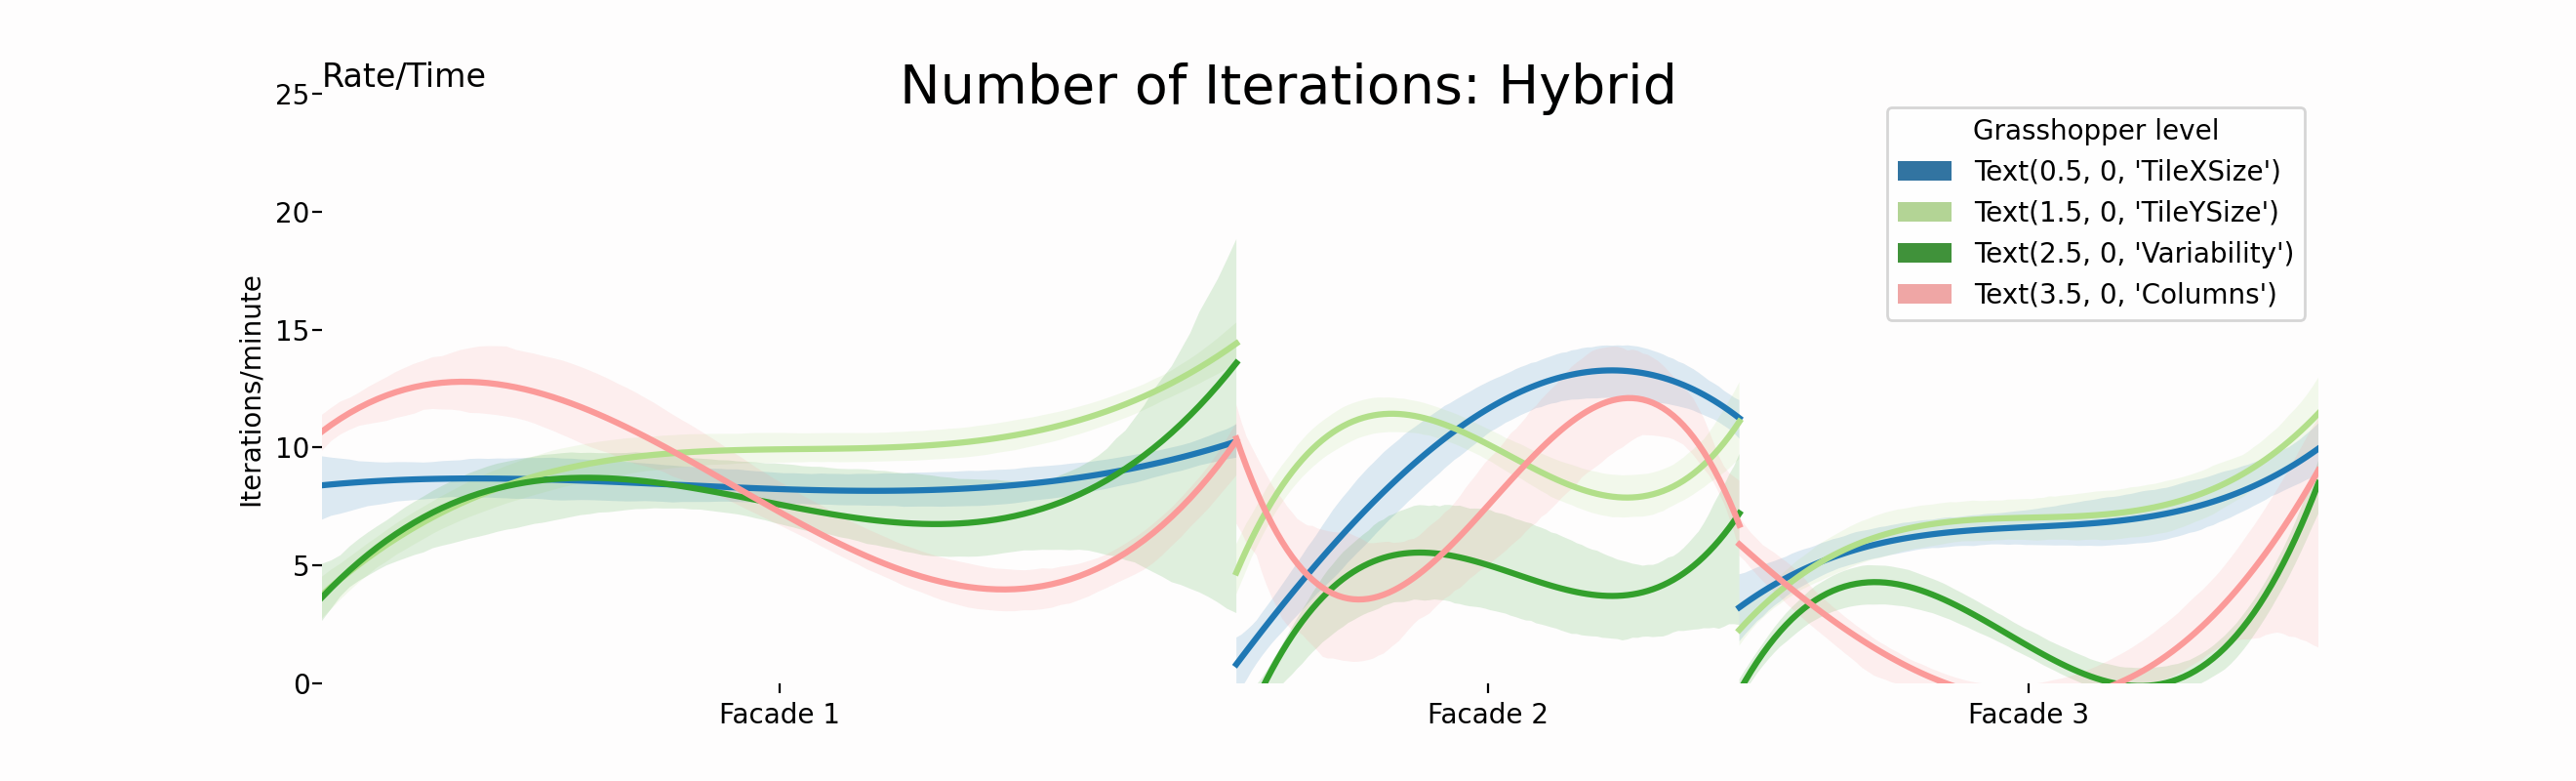 Rate/Time
Number of Iterations: Hybrid
25
20
15
10
5
0
Iterations/minute
Grasshopper level
Text(0.5, 0, 'TileXSize')
Text(1.5, 0, 'TileYSize')
Text(2.5, 0, 'Variability')
Text(3.5, 0, 'Columns')
Facade 1
Facade 2
Facade 3